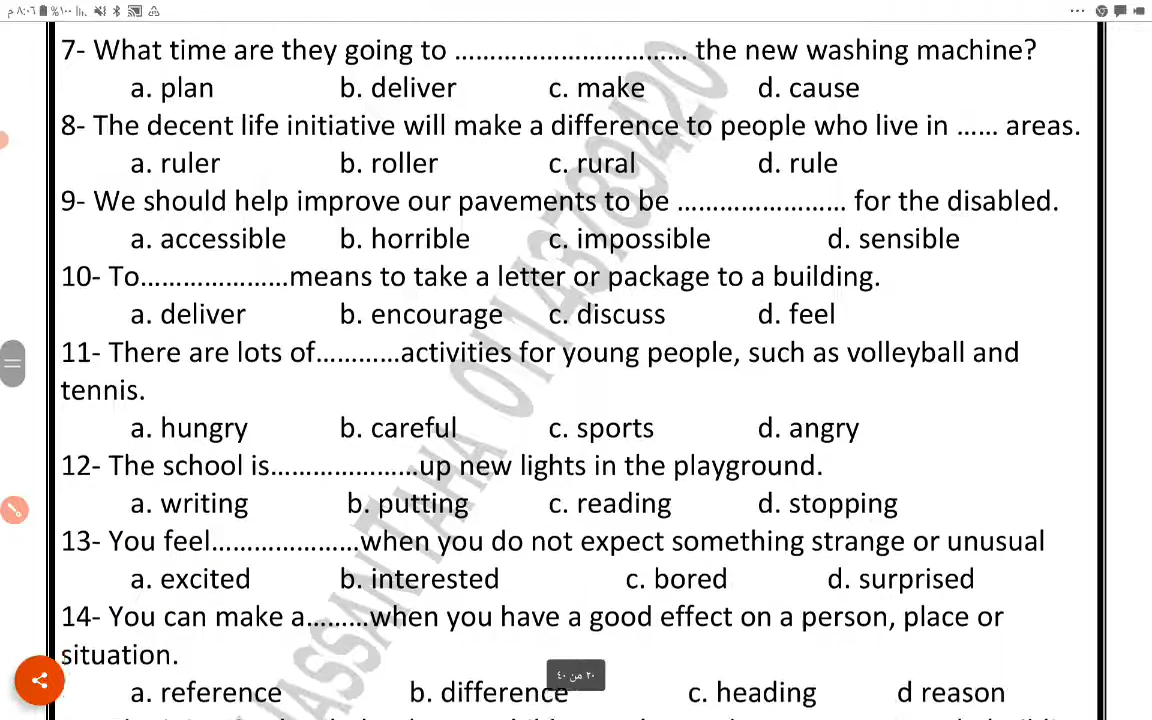 م ٨:٠٦ ٪١٠٠
7- What time are they going to ………………………… the new washing machine?
a. plan b. deliver c. make d. cause
8- The decent life initiative will make a difference to people who live in …… areas.
a. ruler b. roller c. rural d. rule
9- We should help improve our pavements to be …………………… for the disabled.
a. accessible b. horrible c. impossible d. sensible
10- To…………………means to take a letter or package to a building.
a. deliver b. encourage c. discuss d. feel
11- There are lots of…………activities for young people, such as volleyball and
tennis.
a. hungry b. careful c. sports d. angry
12- The school is…………………up new lights in the playground.
a. writing b. putting c. reading d. stopping
13- You feel…………………when you do not expect something strange or unusual
a. excited b. interested c. bored d. surprised
14- You can make a………when you have a good effect on a person, place or
situation.
a. reference b. difference c. heading d reason
٢٠ من ٤٠